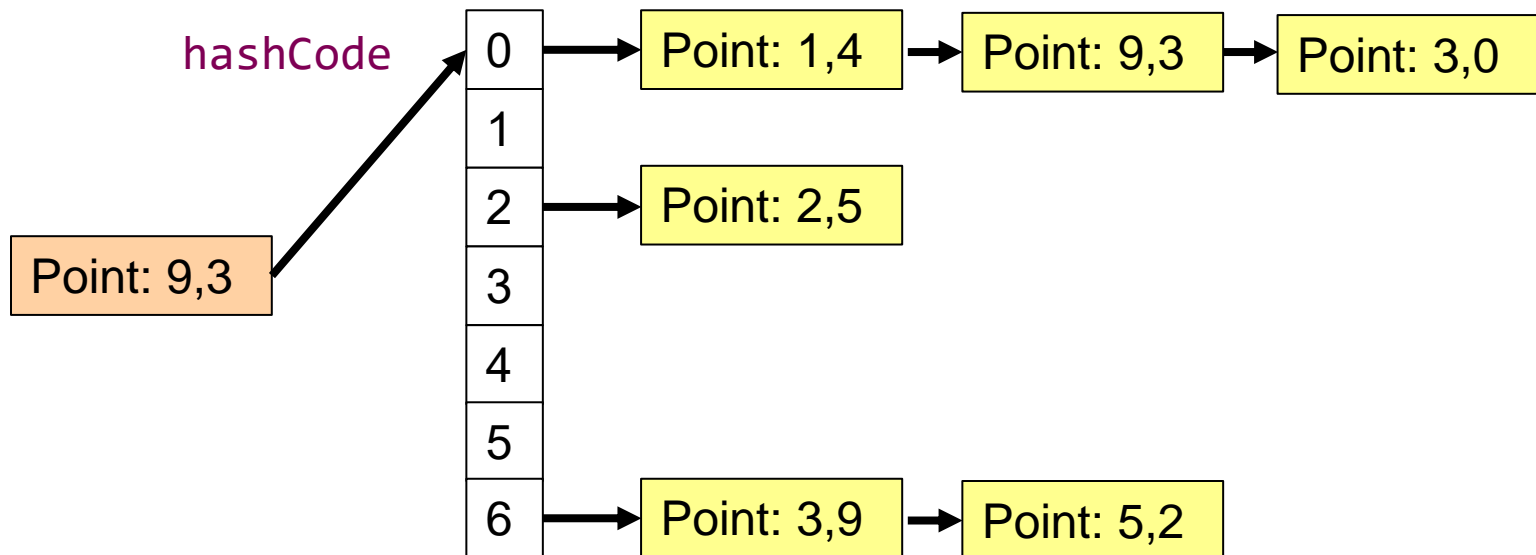 hashCode
0
Point: 1,4
Point: 9,3
Point: 3,0
1
2
Point: 2,5
Point: 9,3
3
4
5
6
Point: 3,9
Point: 5,2